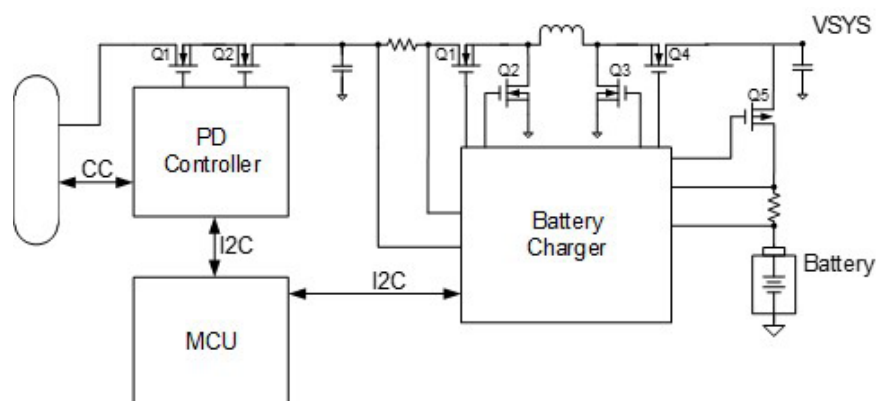 Q1
Q2
Q1
Q4
VSYS
Q2
Q3
Q5
PD
Controller
CC
Battery
Charger
I2C
Battery
I2C
MCU